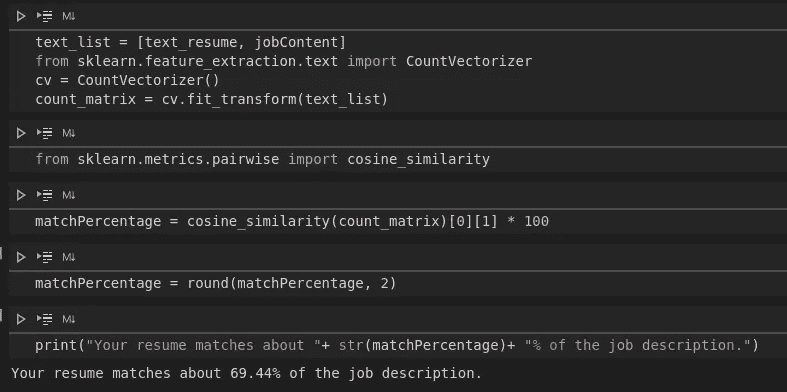 M↓
text_list = [text_resume, jobContent]
from sklearn.feature_extraction.text import CountVectorizer
cv = CountVectorizer()
count_matrix = cv.fit_transform(text_list)
M↓
from sklearn.metrics.pairwise import cosine_similarity
M↓
matchPercentage = cosine_similarity(count_matrix)[0][1] * 100
M↓
matchPercentage = round(matchPercentage, 2)
M↓
print("Your resume matches about "+ str(matchPercentage)+ "% of the job description.")
Your resume matches about 69.44% of the job description.